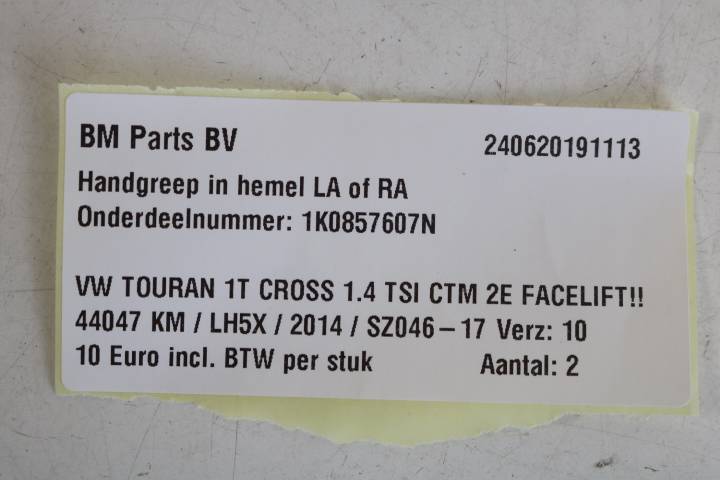 BM Parts BV 240620191113
Handgreep in hemel LA of RA
Onderdeelnummer: 1K0857607N
VW TOURAN 1T CROSS 1.4 TSI CTM 2E FACELIFT!!
44047 KM / LH5X / 2014 / SZ046-17 Verz: 10
10 Euro incl. BTW per stuk Aantal: 2